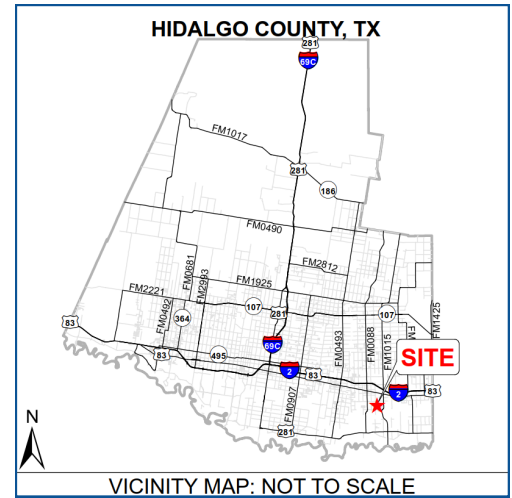 HIDALGO COUNTY, TX
281
69C
FM1017
281
186
FM0490
FM2812
FM0681
FM2993
FM1925
FM2221
FM0492
364
107
281
107
FM1425
83
83
495
69C
FM0493
FM0088
FM1015
FM
SITE
2
83
2
83
FM0907
281
N
VICINITY MAP: NOT TO SCALE